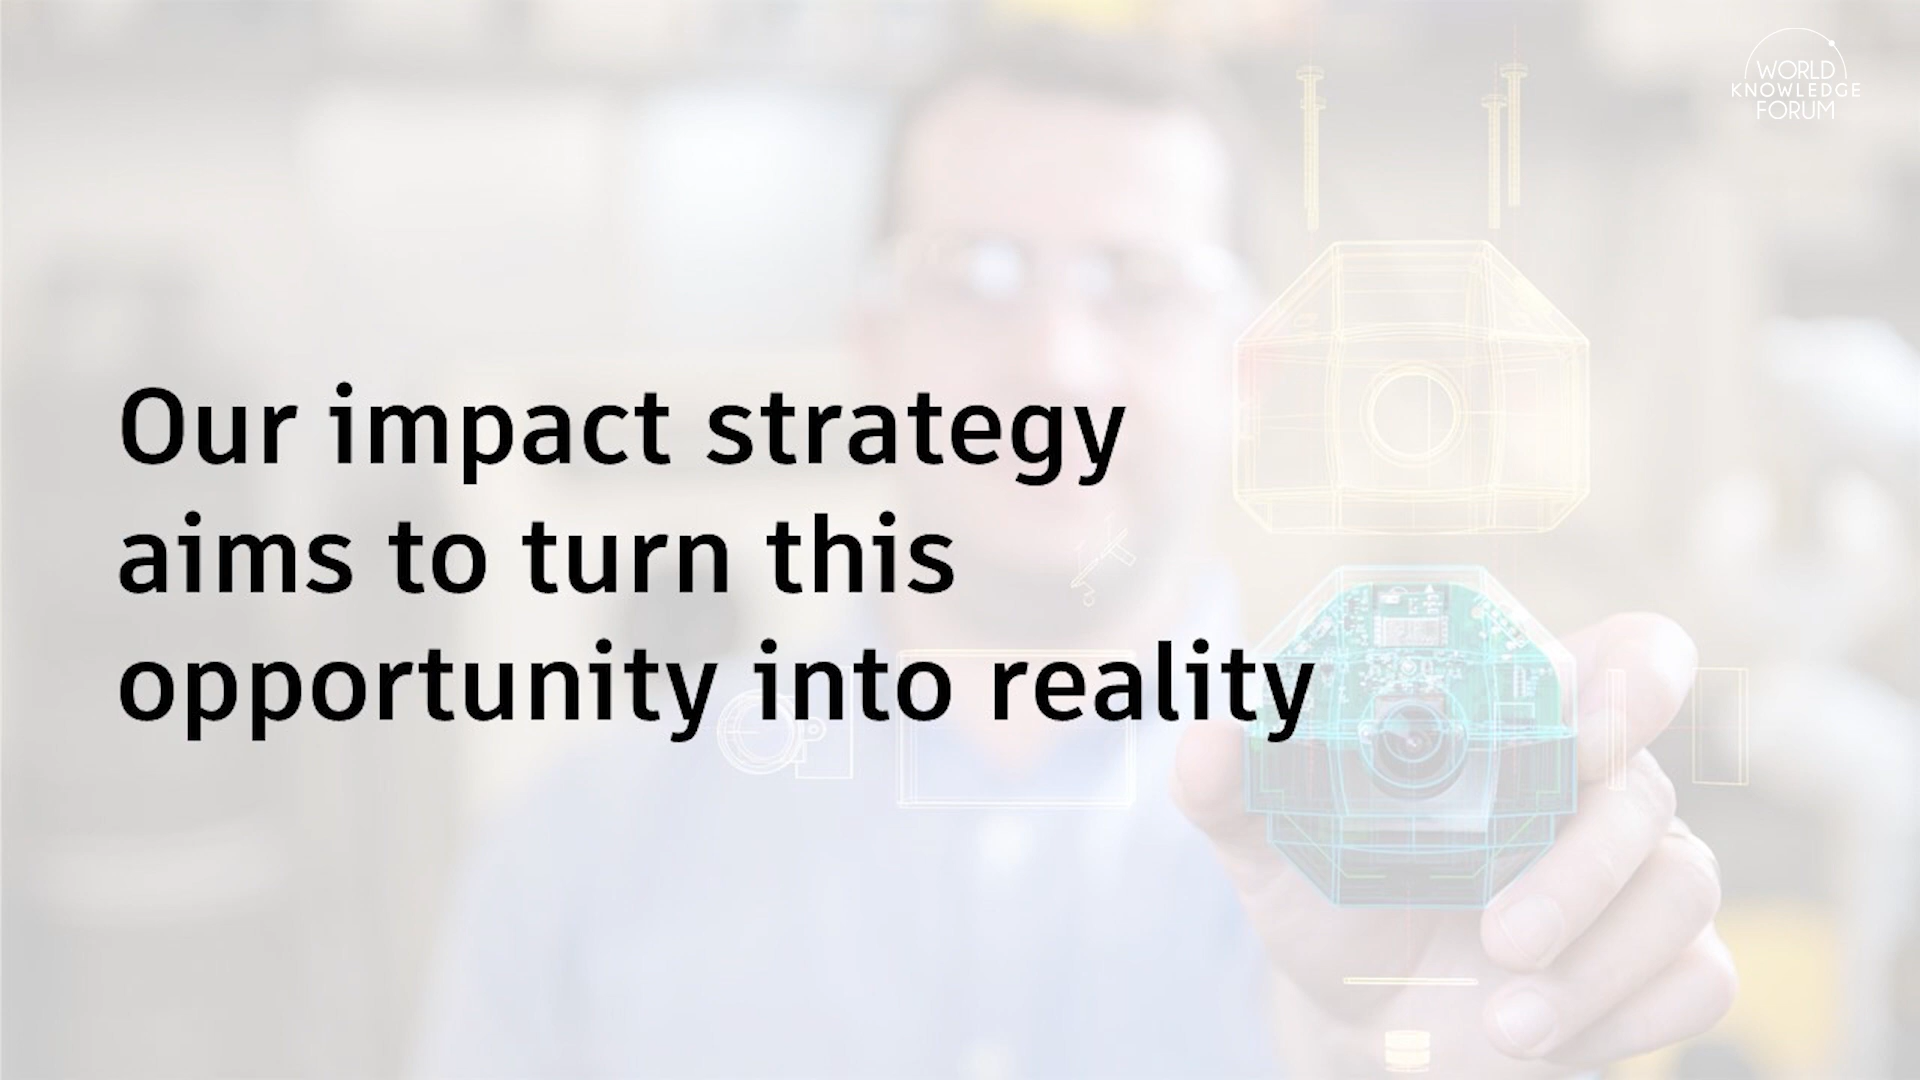 WORLD
KNOWLEDGE
FORUM
Our impact strategy
aims to turn this
opportunity into reality